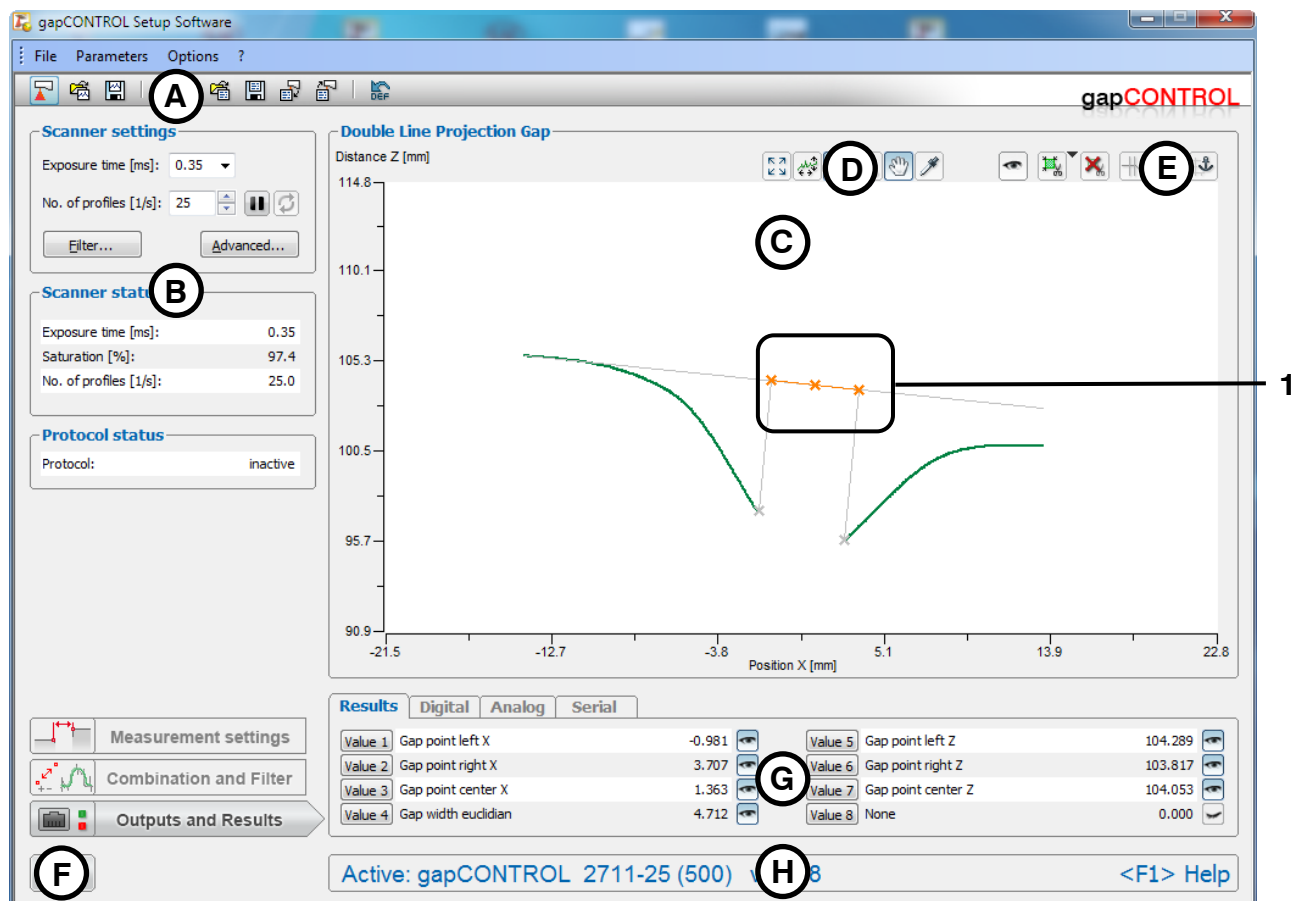 gapCONTROL Setup Software
File Parameters Options ?
A
DEF
gapCONTROL
Scanner settings
Exposure time [ms]: 0.35
No. of profiles [1/s]: 25
Filter... Advanced...
B
Scanner
Exposure time [ms]: 0.35
Saturation [%]: 97.4
No. of profiles [1/s]: 25.0
Protocol status
Protocol: inactive
Double Line Projection Gap
Distance Z [mm]
D
E
C
114.8
110.1
105.3
100.5
95.7
90.9
1
-21.5 -12.7 -3.8 5.1 13.9 22.8
Position X [mm]
Measurement settings
Combination and Filter
Outputs and Results
F
Results Digital Analog Serial
Value 1 Gap point left X -0.981
Value 2 Gap point right X 3.707
Value 3 Gap point center X 1.363
Value 4 Gap width euclidian 4.712
G
Value 5 Gap point left Z 104.289
Value 6 Gap point right Z 103.817
Value 7 Gap point center Z 104.053
Value 8 None 0.000
Active: gapCONTROL 2711-25 (500) v H 8 <F1> Help